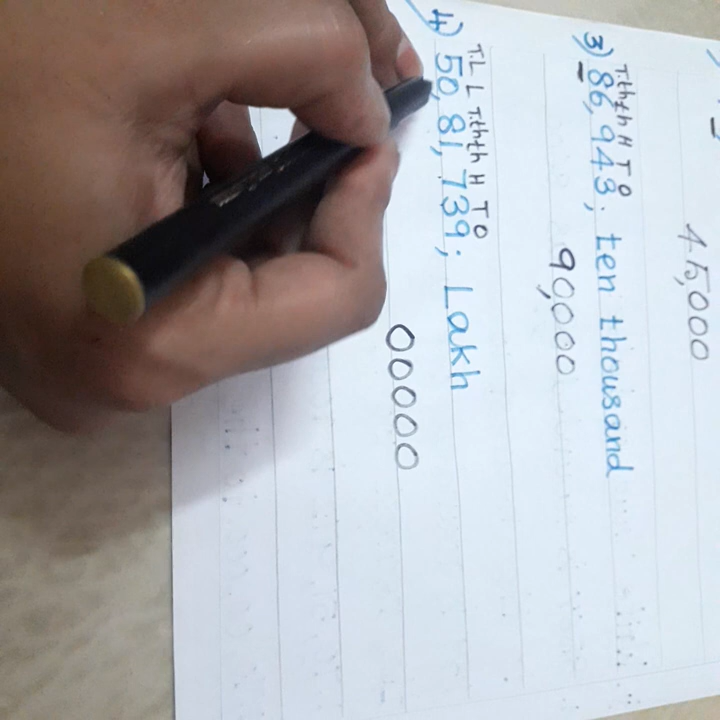 45,000
T.th th H T O
3) 86,943; ten thousand
90,000
T.L L T.th th H T O
4) 50,81,739; Lakh
00000